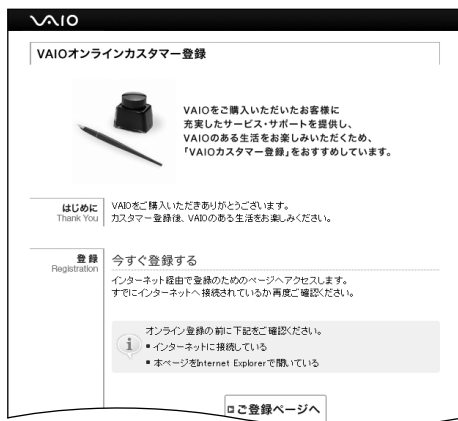 VAIO
VAIOオンラインカスタマー登録
VAIOをご購入いただいたお客様に
充実したサービス・サポートを提供し、
VAIOのある生活をお楽しみいただくため、
「VAIOカスタマー登録」をおすすめしています。
はじめに
Thank You
VAIOをご購入いただきありがとうございます。
カスタマー登録後、VAIOのある生活をお楽しみください。
登録
Registration
今すぐ登録する
インターネット経由で登録のためのページへアクセスします。
すでにインターネットへ接続されているか再度ご確認ください。
オンライン登録の前に下記をご確認ください。
■ インターネットに接続している
■ 本ページをInternet Explorerで開いている
ご登録ページへ